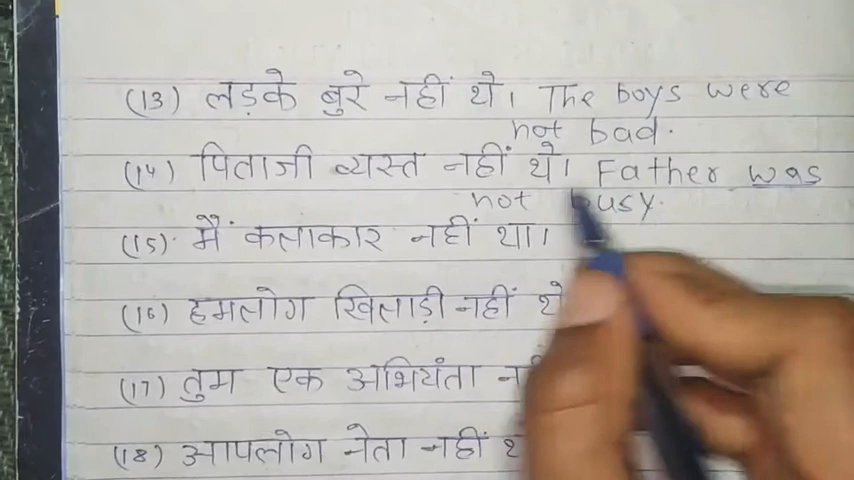 (13) लड़के बुरे नहीं थे। The boys were
not bad.
(14) पिताजी व्यस्त नहीं थे। Father was
not busy.
(15). मैं कलाकार नहीं था।
(16) हमलोग खिलाड़ी नहीं थे
(17) तुम एक अभियंता
(18) आपलोग नेता नहीं